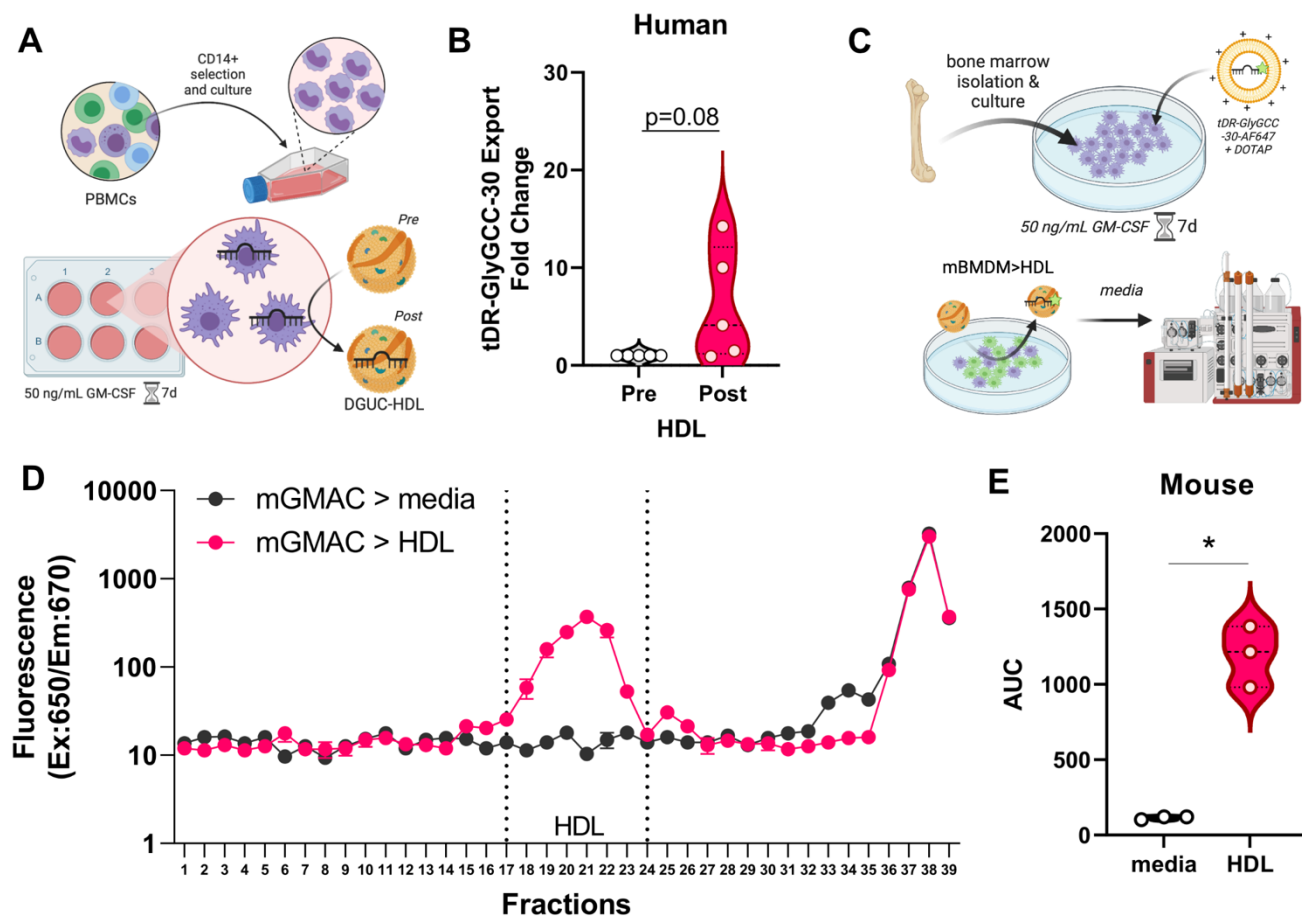 A
CD14+
selection
and culture
PBMCs
Pre
1
2
3
A
B
Post
50 ng/mL GM-CSF
7d
DGUC-HDL
B
Human
tDR-GlyGCC-30 Export
Fold Change
p=0.08
30
20
10
0
Pre
Post
HDL
C
bone marrow
isolation &
culture
+
+
+
+
+
+
+
+
tDR-GlyGCC
-30-AF647
+ DOTAP
50 ng/mL GM-CSF
7d
mBMDM>HDL
media
D
mGMAC > media
mGMAC > HDL
Fluorescence
(Ex:650/Em:670)
10000
1000
100
10
1
HDL
1 2 3 4 5 6 7 8 9 10 11 12 13 14 15 16 17 18 19 20 21 22 23 24 25 26 27 28 29 30 31 32 33 34 35 36 37 38 39
Fractions
E
Mouse
AUC
2000
1500
1000
500
0
*
media
HDL